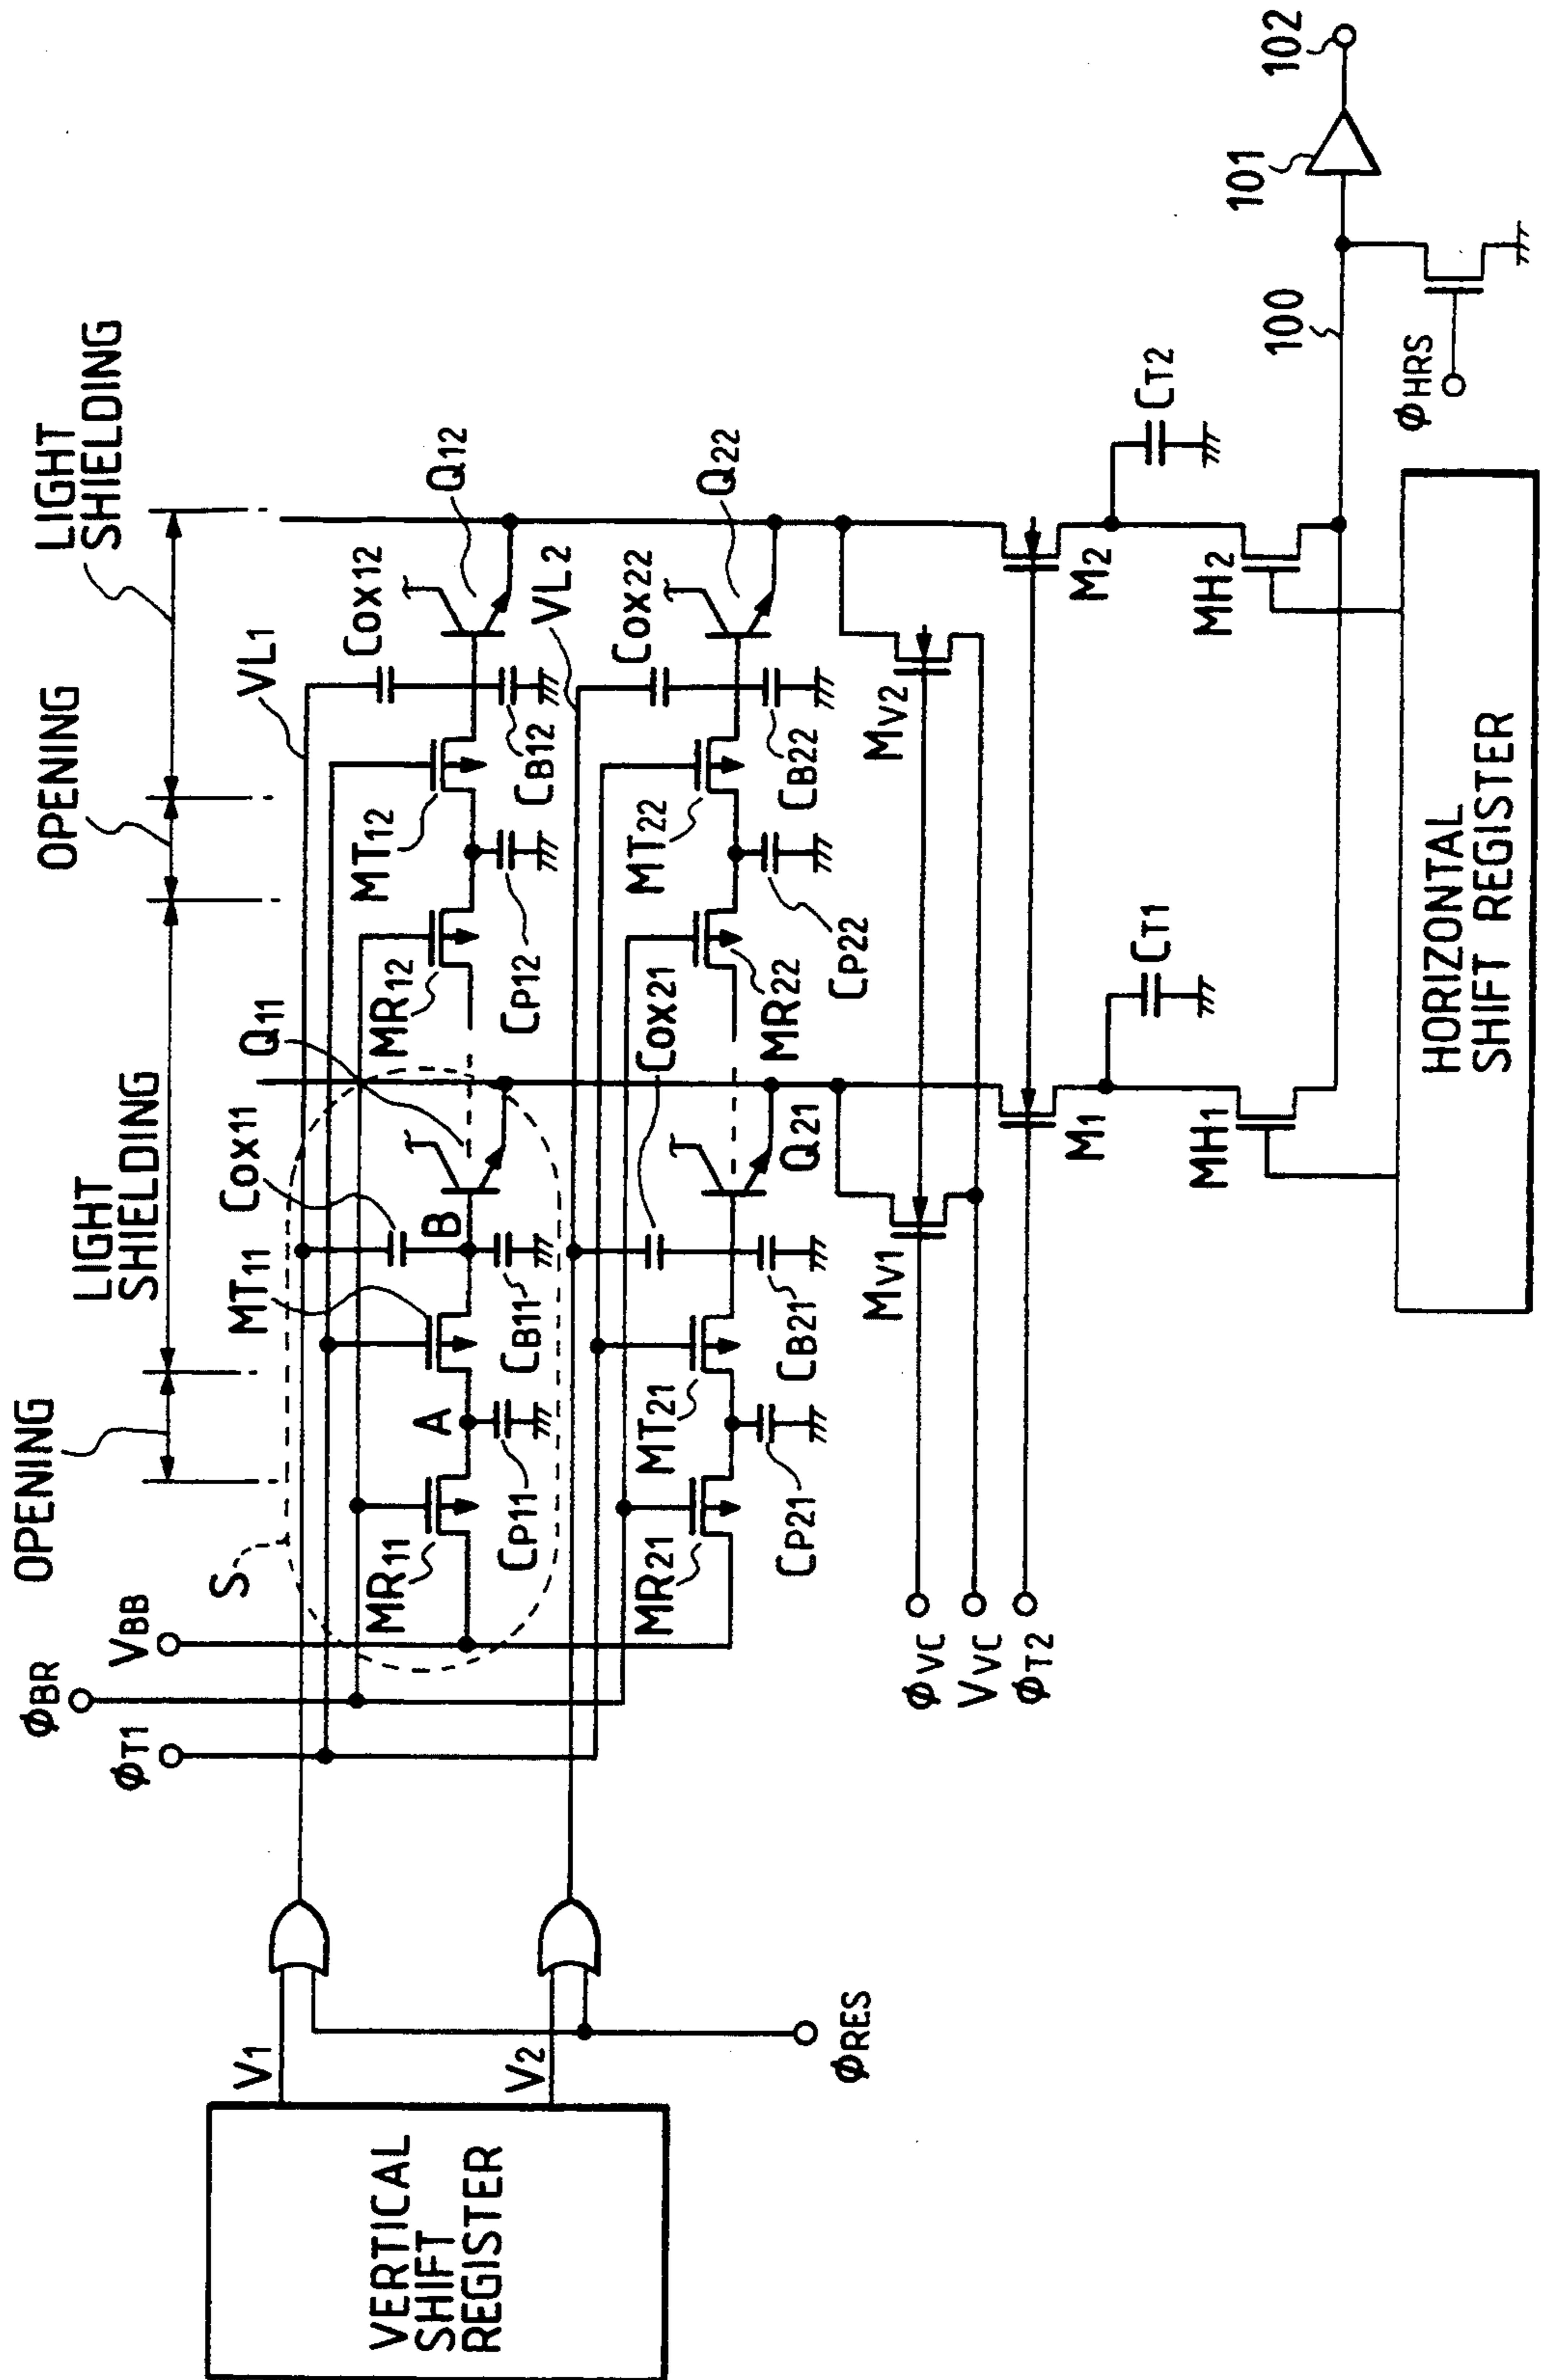 LIGHT
SHIELDING
OPENING
LIGHT
SHIELDING
OPENING
S
VBB
ΦBR
ΦT1
VL1
Cox12
Q12
MT12
CB12
MR12
CP12
Q11
Cox11
MT11
B
CB11
A
MR11
CP11
VL2
Cox22
Q22
MT22
CB22
MR22
CP22
Cox21
Q21
MT21
CB21
MR21
CP21
V1
V2
ΦRES
VERTICAL
SHIFT
REGISTER
ΦVC
VVC
ΦT2
MV1
MV2
M1
M2
CT1
CT2
MH1
MH2
100
101
102
ΦHRS
HORIZONTAL
SHIFT REGISTER